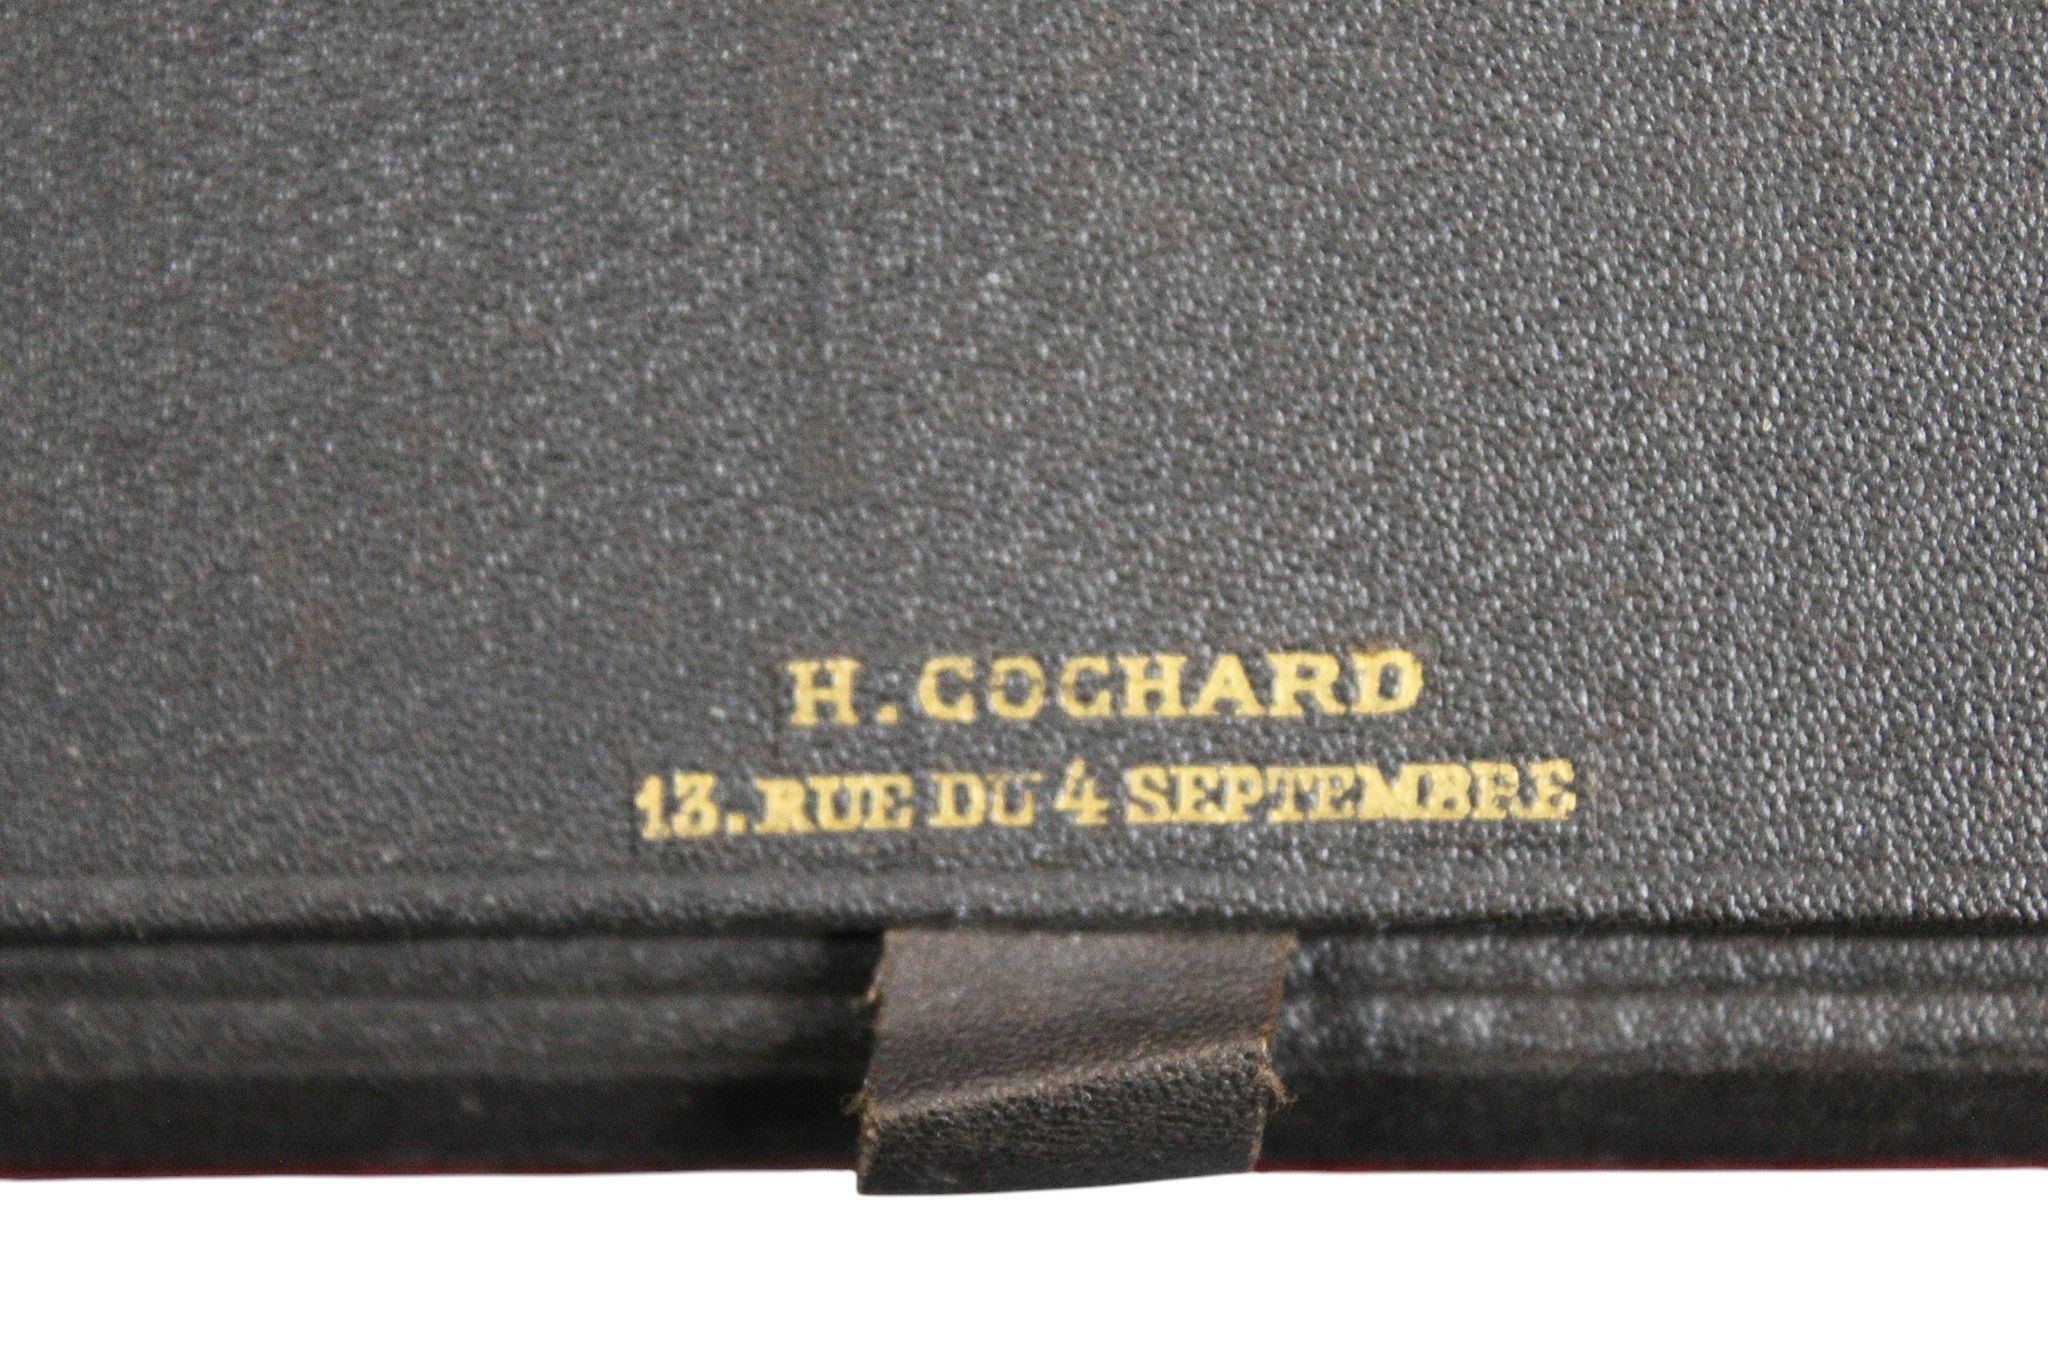 H. COCHARD
13. RUE DU 4 SEPTEMBRE